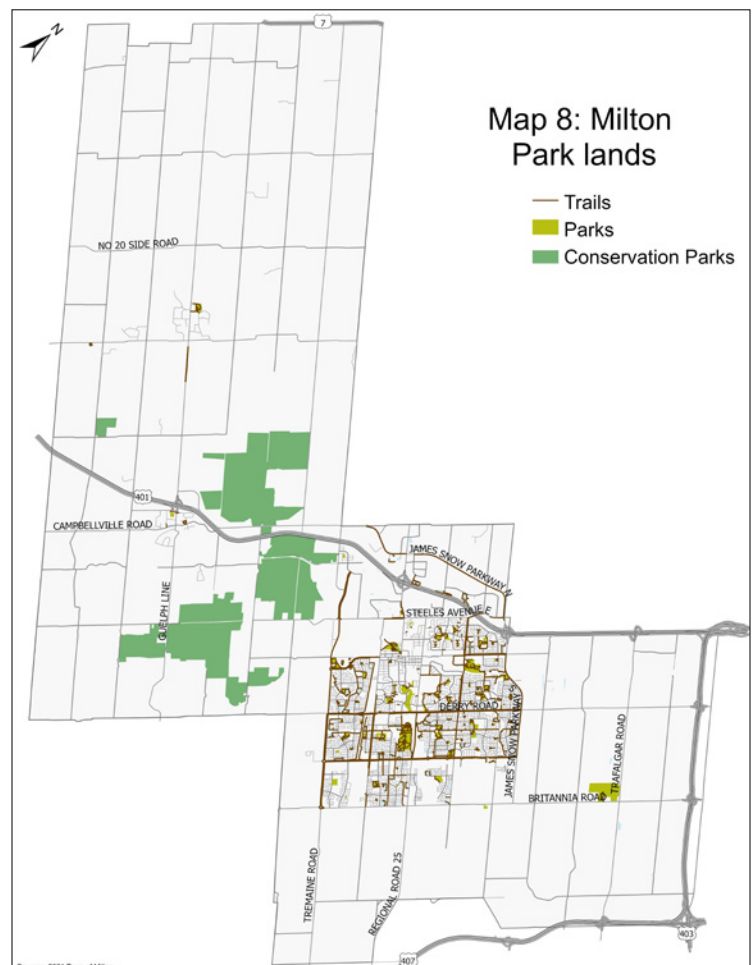 7
N
Map 8: Milton
Park lands
Trails
Parks
Conservation Parks
NO 20 SIDE ROAD
401
CAMPBELLVILLE ROAD
JAMES SNOW PARKWAY N
GUELPH LINE
STEELES AVENUE E
DERRY ROAD
JAMES SNOW PARKWAY S
TRAFALGAR ROAD
BRITANNIA ROAD
TREMAINE ROAD
REGIONAL ROAD 25
403
407